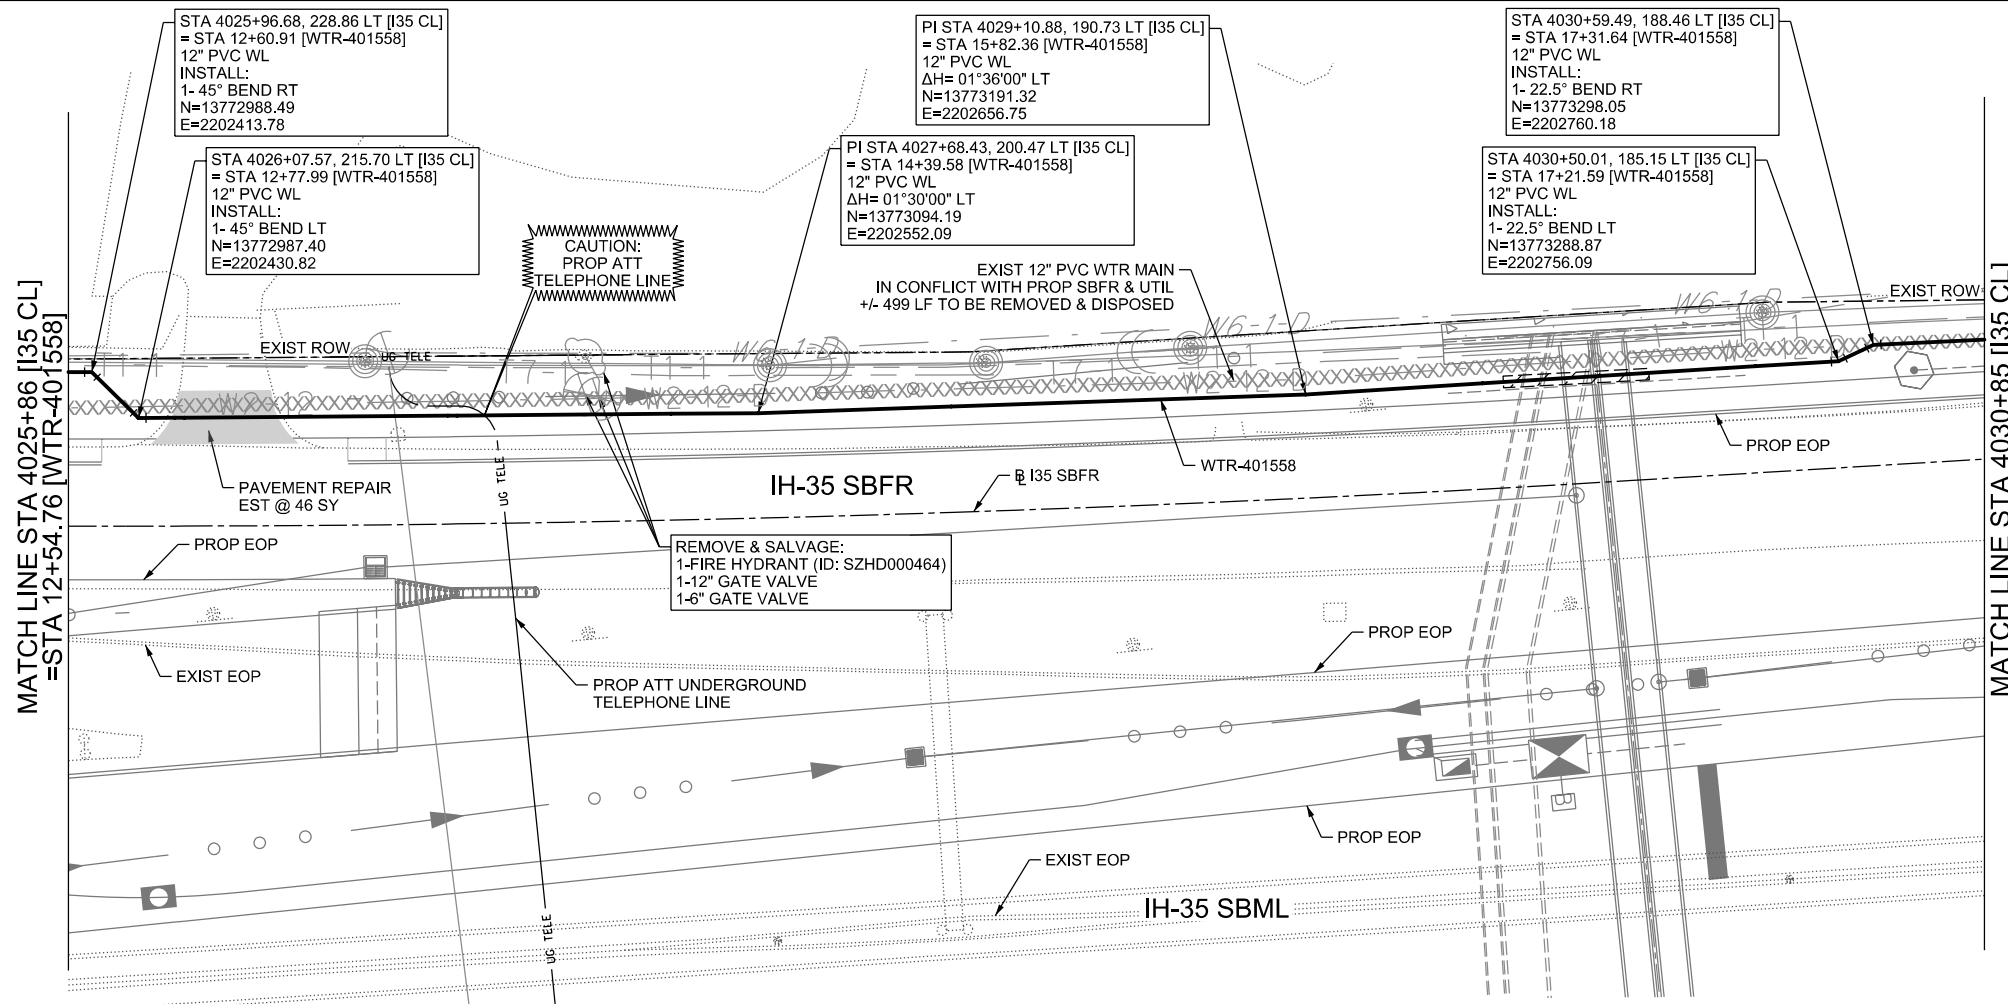 STA 4025+96.68, 228.86 LT [I35 CL]
= STA 12+60.91 [WTR-401558]
12" PVC WL
INSTALL:
1- 45° BEND RT
N=13772988.49
E=2202413.78
STA 4026+07.57, 215.70 LT [I35 CL]
= STA 12+77.99 [WTR-401558]
12" PVC WL
INSTALL:
1- 45° BEND LT
N=13772987.40
E=2202430.82
CAUTION:
PROP ATT
TELEPHONE LINE
PI STA 4029+10.88, 190.73 LT [I35 CL]
= STA 15+82.36 [WTR-401558]
12" PVC WL
ΔH= 01°36'00" LT
N=13773191.32
E=2202656.75
PI STA 4027+68.43, 200.47 LT [I35 CL]
= STA 14+39.58 [WTR-401558]
12" PVC WL
ΔH= 01°30'00" LT
N=13773094.19
E=2202552.09
STA 4030+59.49, 188.46 LT [I35 CL]
= STA 17+31.64 [WTR-401558]
12" PVC WL
INSTALL:
1- 22.5° BEND RT
N=13773298.05
E=2202760.18
STA 4030+50.01, 185.15 LT [I35 CL]
= STA 17+21.59 [WTR-401558]
12" PVC WL
INSTALL:
1- 22.5° BEND LT
N=13773288.87
E=2202756.09
EXIST 12" PVC WTR MAIN
IN CONFLICT WITH PROP SBFR & UTIL
+/- 499 LF TO BE REMOVED & DISPOSED
MATCH LINE STA 4025+86 [I35 CL]
=STA 12+54.76 [WTR-401558]
EXIST ROW
UG TELE
W6-1-D
W6-1-D
W6-1-D
EXIST ROW
W2-12-D
W2-12-D
PROP EOP
WTR-401558
PAVEMENT REPAIR
EST @ 46 SY
UG TELE
IH-35 SBFR
I35 SBFR
PROP EOP
REMOVE & SALVAGE:
1-FIRE HYDRANT (ID: SZHD000464)
1-12" GATE VALVE
1-6" GATE VALVE
EXIST EOP
PROP ATT UNDERGROUND
TELEPHONE LINE
PROP EOP
PROP EOP
EXIST EOP
IH-35 SBML
UG TELE
MATCH LINE STA 4030+85 [I35 CL]